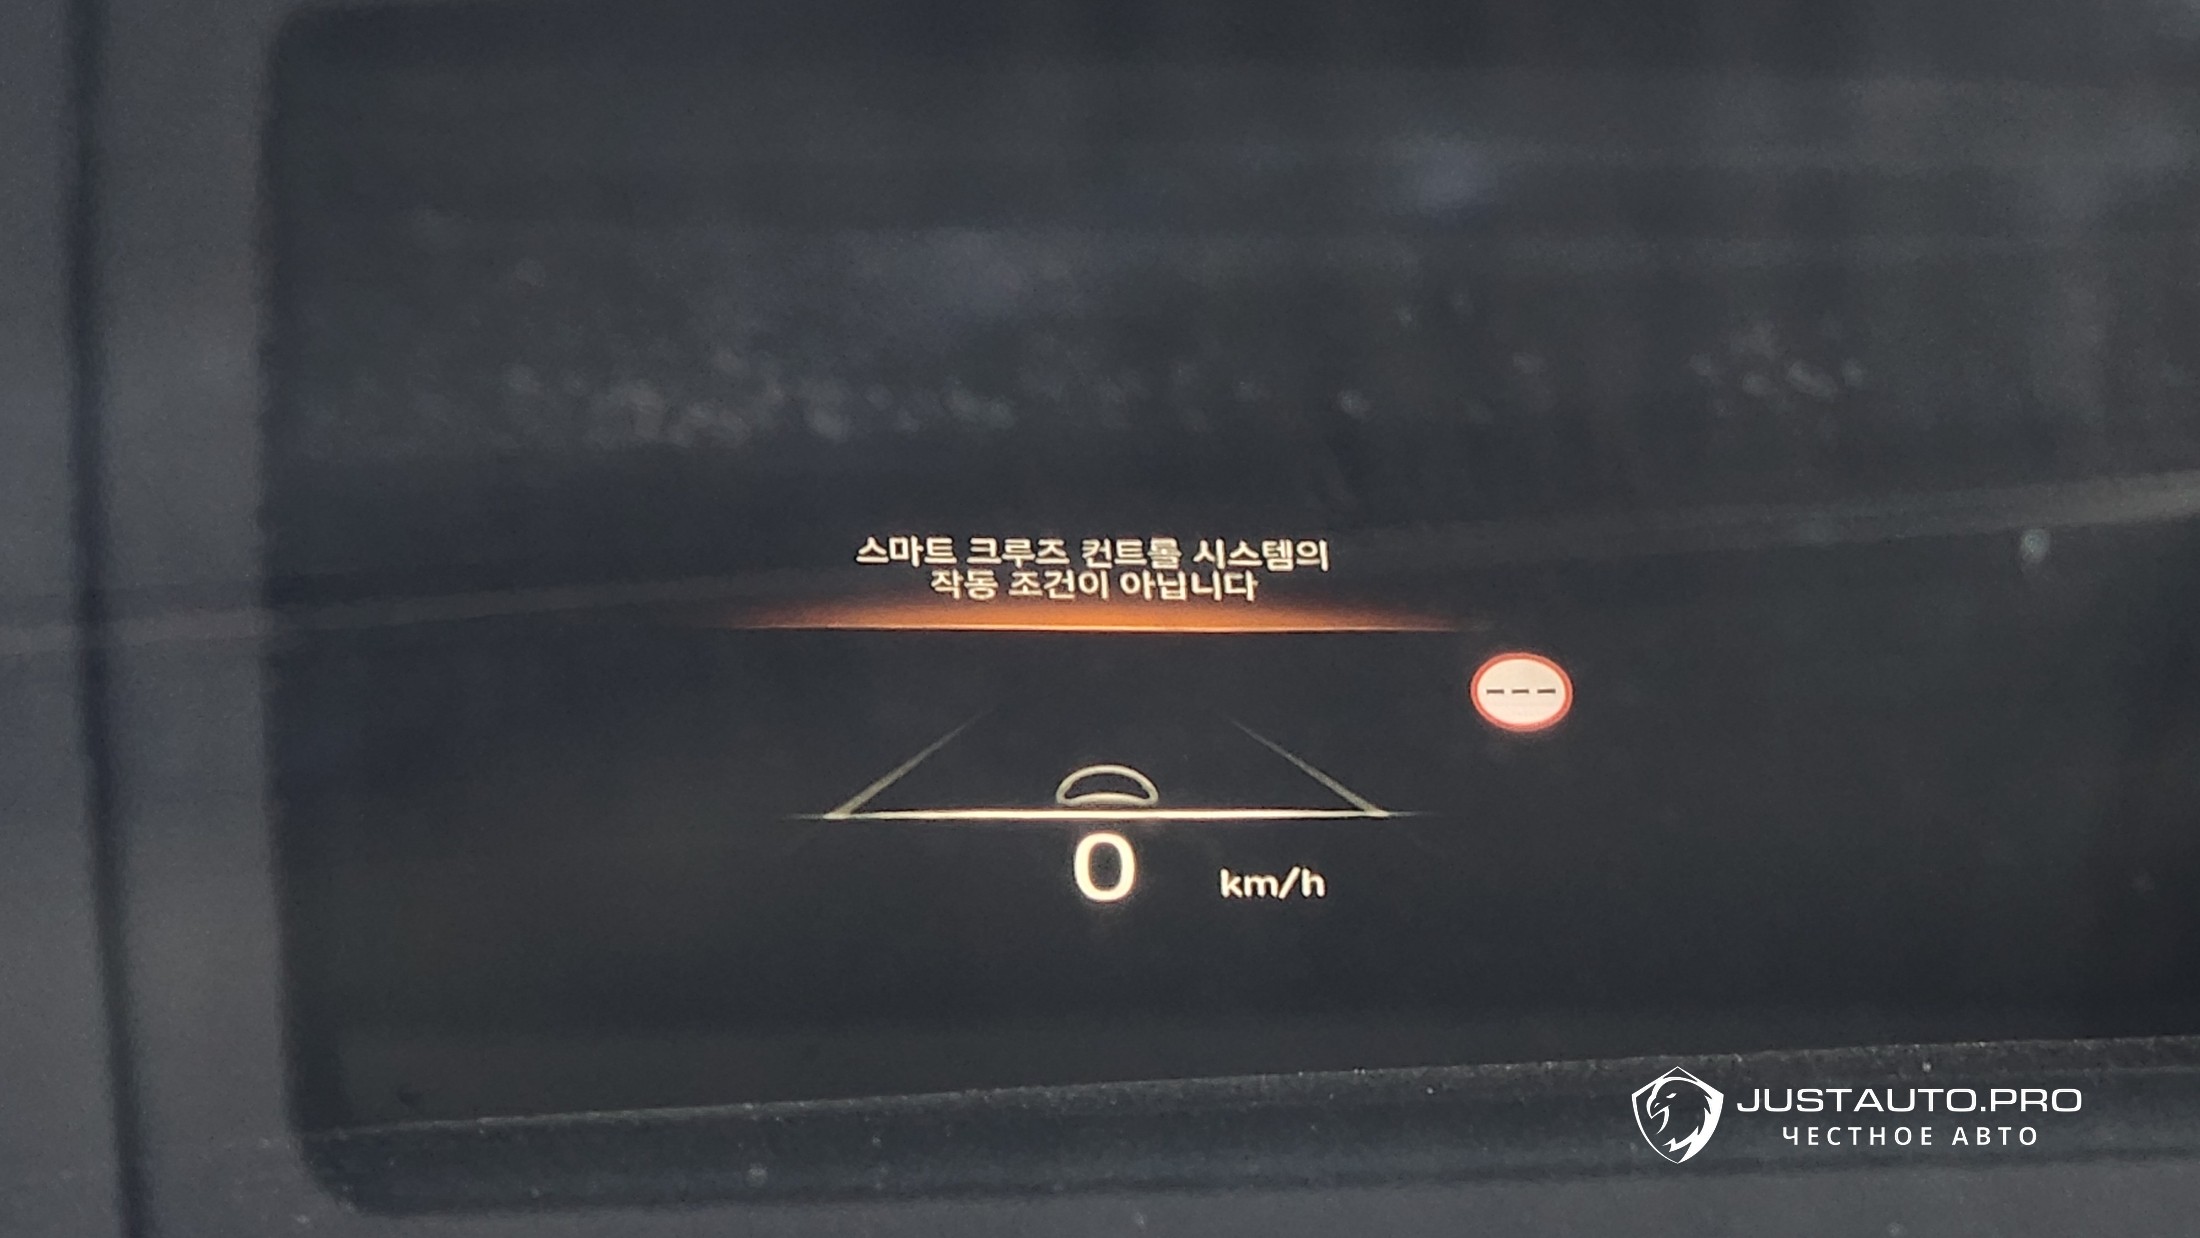 스마트 크루즈 컨트롤 시스템의
작동 조건이 아닙니다
---
0 km/h
JUSTAUTO.PRO
ЧЕСТНОЕ АВТО